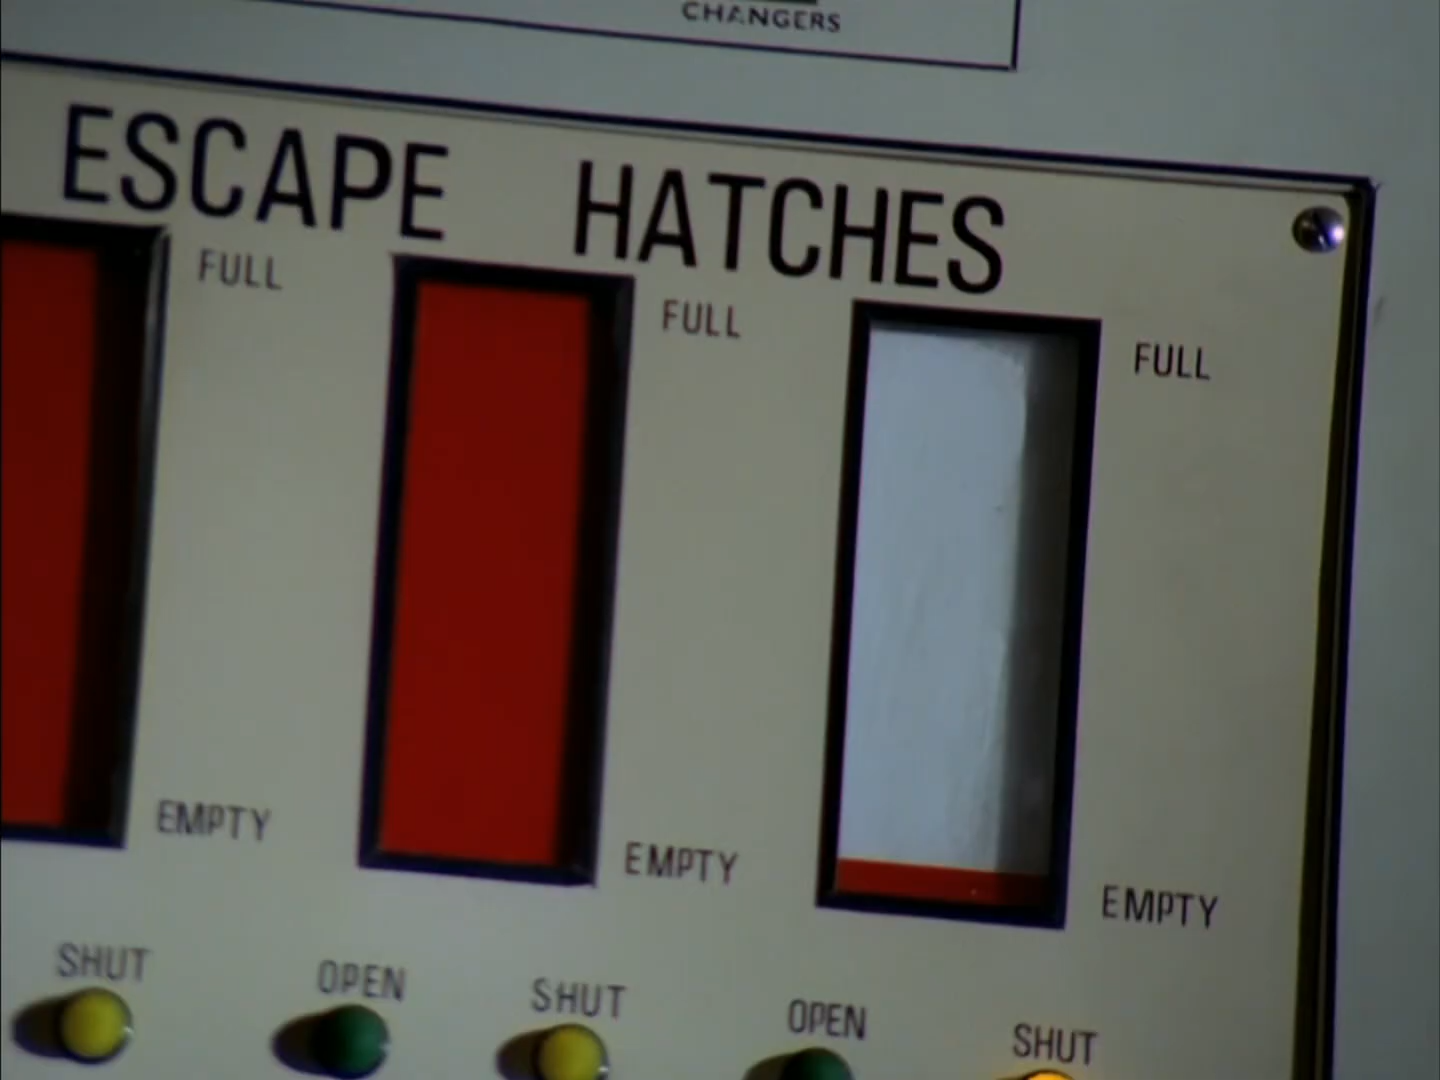 CHANGERS
ESCAPE HATCHES
FULL
FULL
FULL
EMPTY
EMPTY
EMPTY
SHUT
OPEN
SHUT
OPEN
SHUT